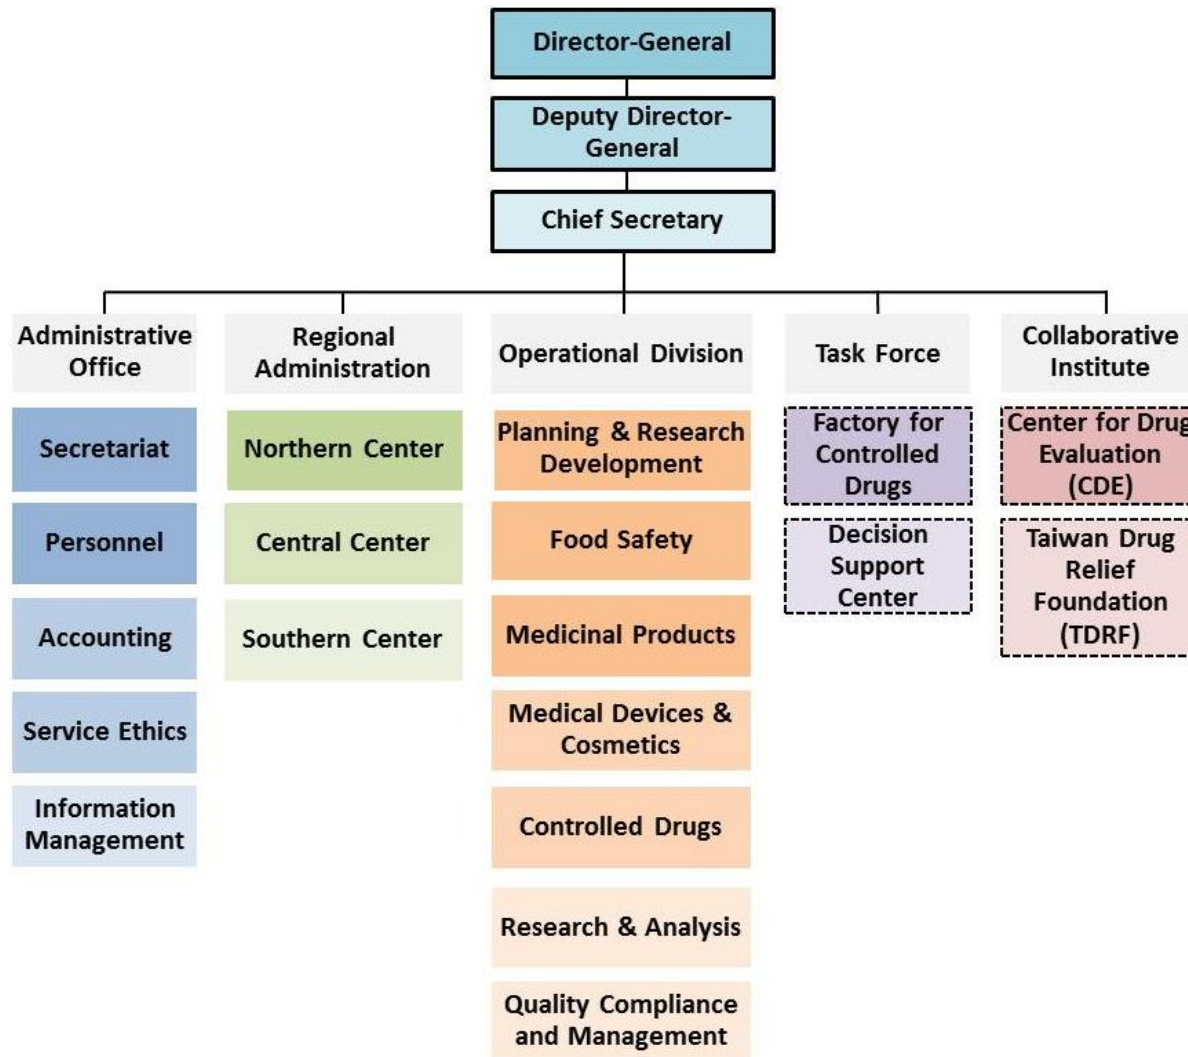 Director-General
Deputy Director-
General
Chief Secretary
Administrative
Office
Secretariat
Personnel
Accounting
Service Ethics
Information
Management
Regional
Administration
Northern Center
Central Center
Southern Center
Operational Division
Planning & Research
Development
Food Safety
Medicinal Products
Medical Devices &
Cosmetics
Controlled Drugs
Research & Analysis
Quality Compliance
and Management
Task Force
Factory for
Controlled
Drugs
Decision
Support
Center
Collaborative
Institute
Center for Drug
Evaluation
(CDE)
Taiwan Drug
Relief
Foundation
(TDRF)